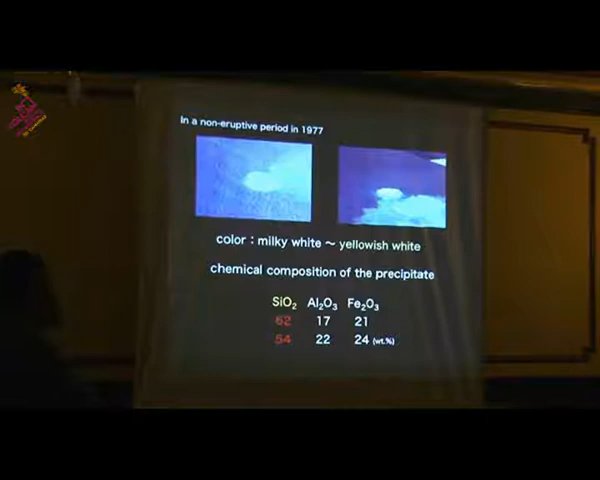 In a non-eruptive period in 1977
color : milky white ~ yellowish white
chemical composition of the precipitate
SiO₂ Al₂O₃ Fe₂O₃
62 17 21
54 22 24 (wt.%)